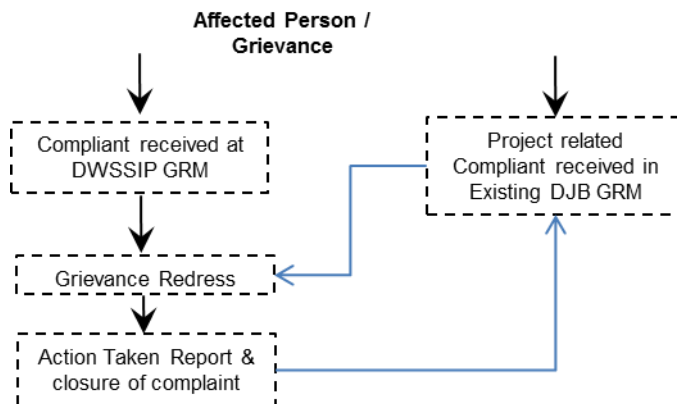 Affected Person /
Grievance
Compliant received at
DWSSIP GRM
Project related
Compliant received in
Existing DJB GRM
Grievance Redress
Action Taken Report &
closure of complaint